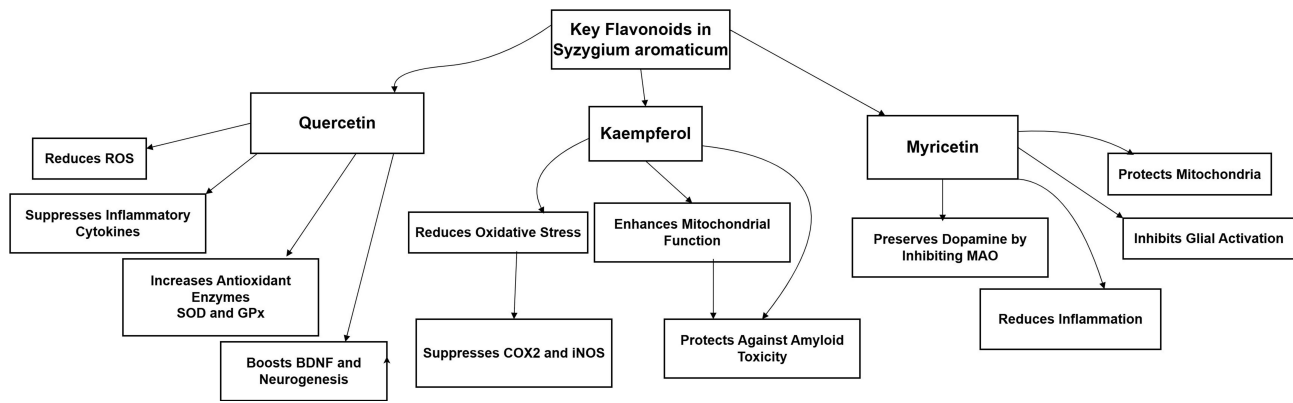 Key Flavonoids in
Syzygium aromaticum
Quercetin
Kaempferol
Myricetin
Reduces ROS
Suppresses Inflammatory
Cytokines
Increases Antioxidant
Enzymes
SOD and GPx
Boosts BDNF and
Neurogenesis
Reduces Oxidative Stress
Enhances Mitochondrial
Function
Suppresses COX2 and iNOS
Protects Against Amyloid
Toxicity
Protects Mitochondria
Inhibits Glial Activation
Preserves Dopamine by
Inhibiting MAO
Reduces Inflammation